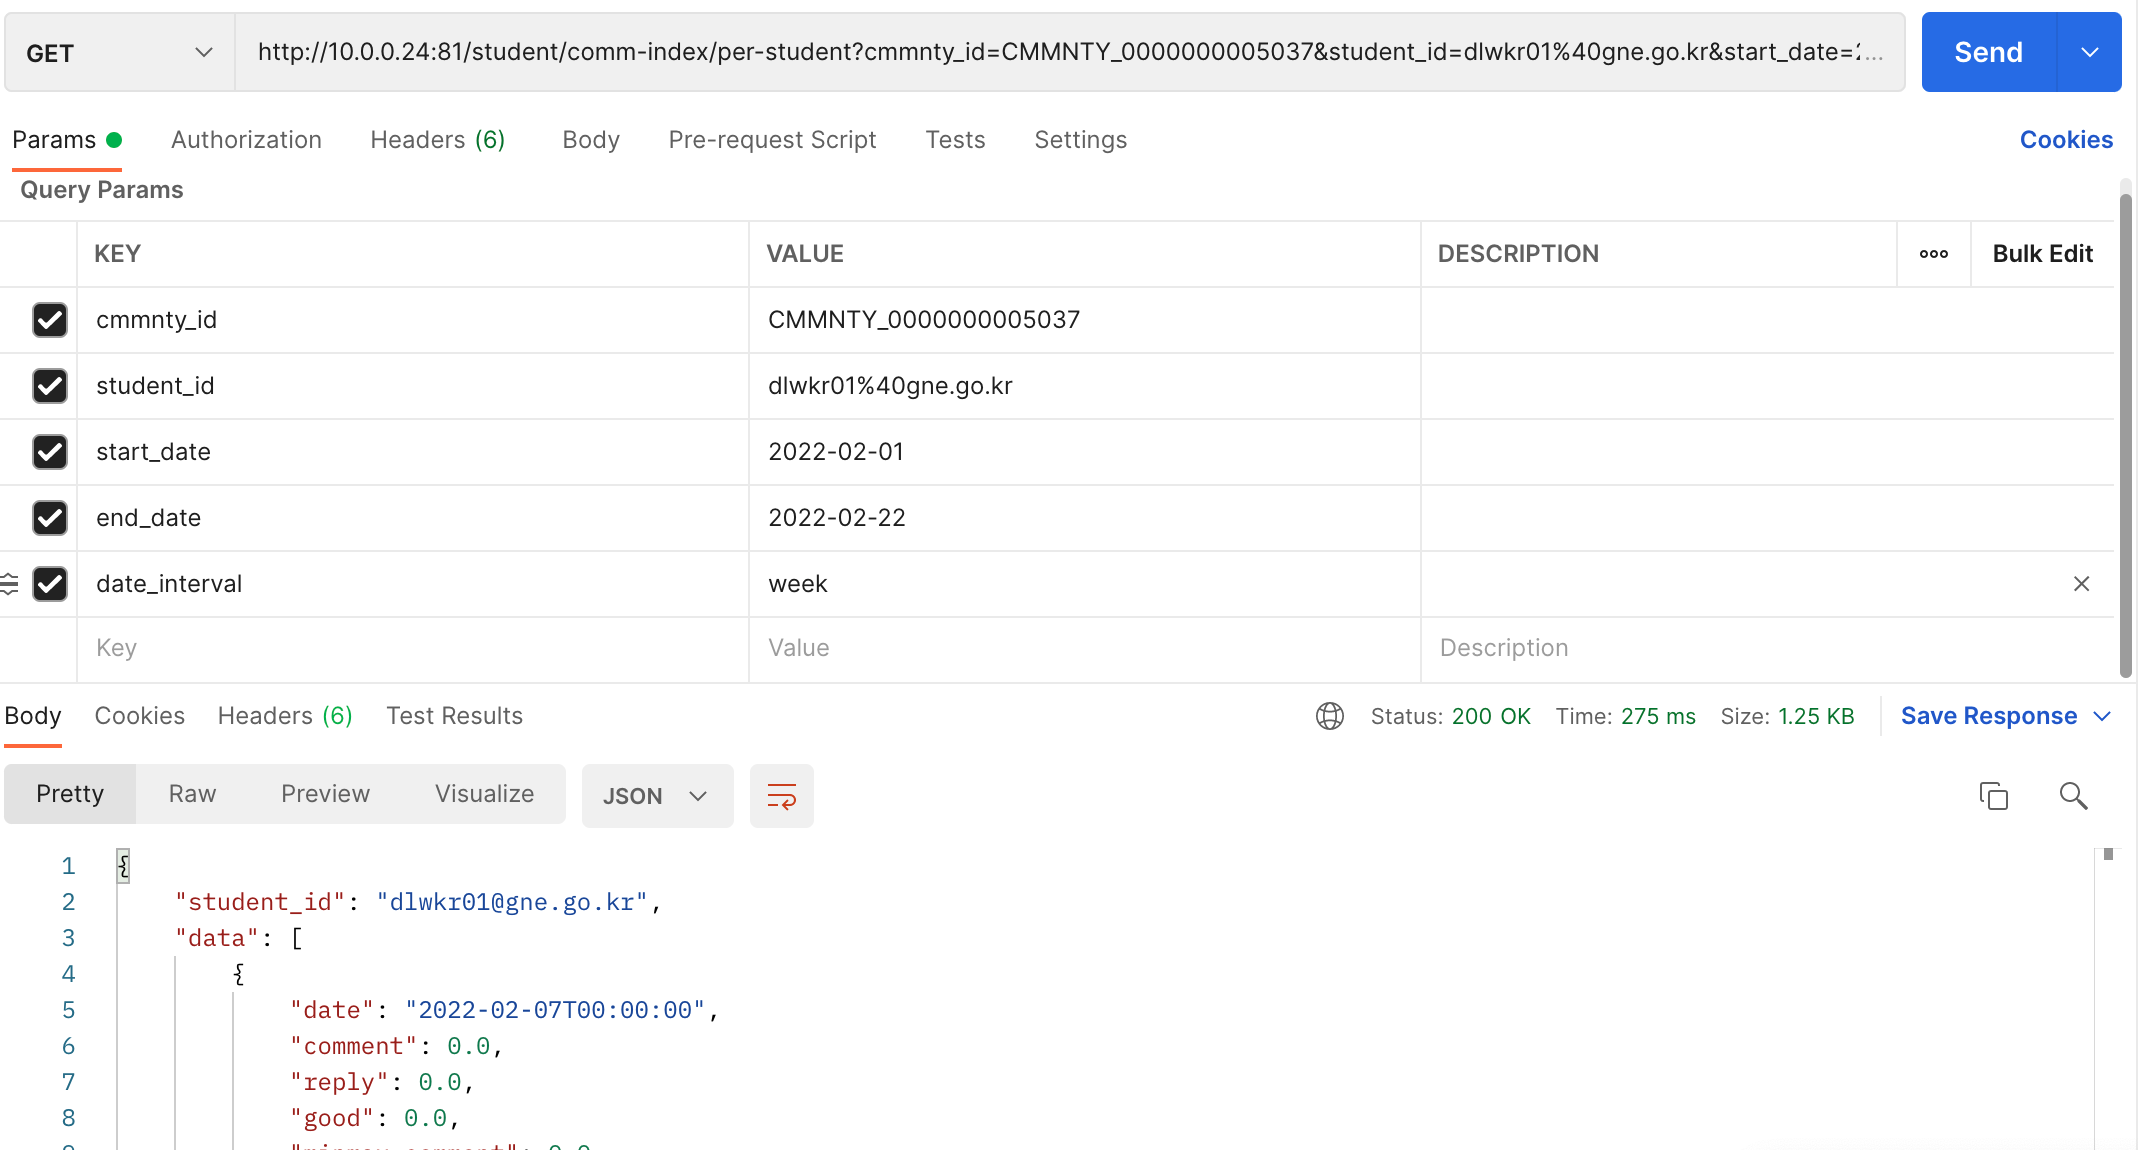 GET http://10.0.0.24:81/student/comm-index/per-student?cmmnty_id=CMMNTY_0000000005037&student_id=dlwkr01%40gne.go.kr&start_date=2... Send
Params Authorization Headers (6) Body Pre-request Script Tests Settings Cookies
Query Params
KEY VALUE DESCRIPTION ooo Bulk Edit
cmmnty_id CMMNTY_0000000005037
student_id dlwkr01%40gne.go.kr
start_date 2022-02-01
end_date 2022-02-22
date_interval week
Key Value Description
Body Cookies Headers (6) Test Results Status: 200 OK Time: 275 ms Size: 1.25 KB Save Response
Pretty Raw Preview Visualize JSON
1 {
2 "student_id": "dlwkr01@gne.go.kr",
3 "data": [
4 {
5 "date": "2022-02-07T00:00:00",
6 "comment": 0.0,
7 "reply": 0.0,
8 "good": 0.0,